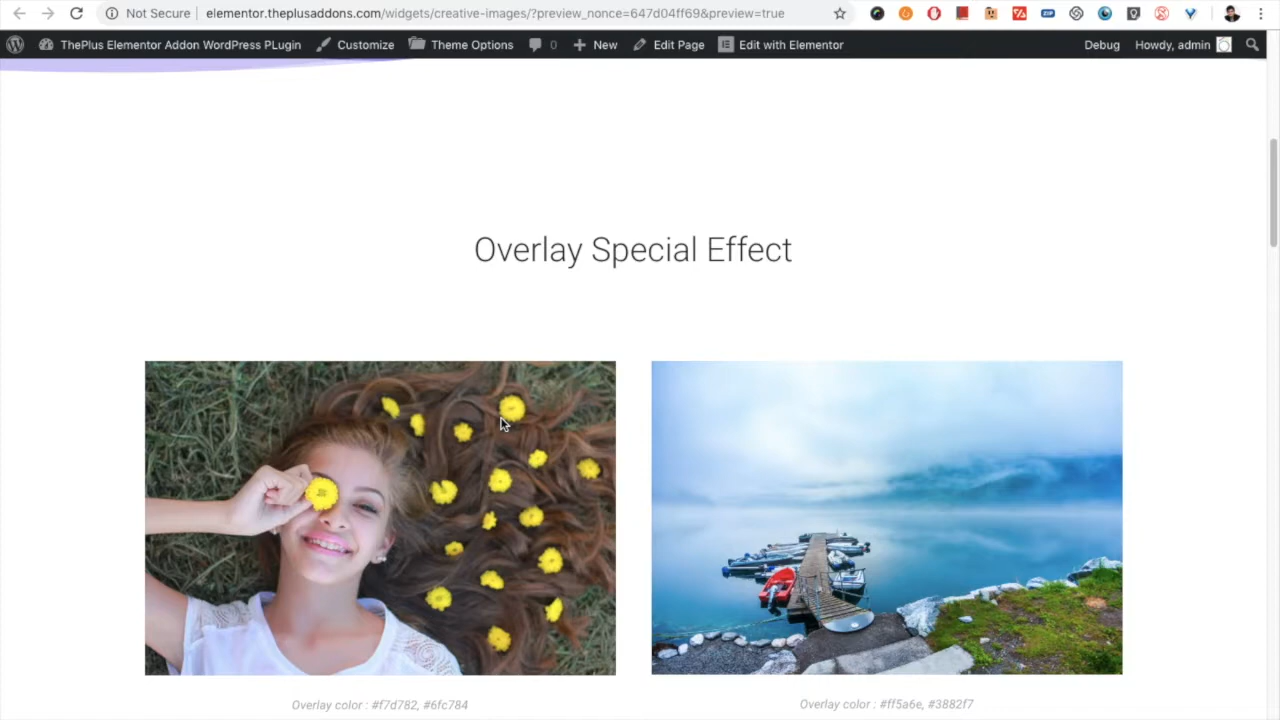 Not Secure elementor.theplusaddons.com/widgets/creative-images/?preview_nonce=647d04ff69&preview=true
ThePlus Elementor Addon WordPress PLugin Customize Theme Options 0 New Edit Page Edit with Elementor Debug Howdy, admin
Overlay Special Effect
Overlay color : #f7d782, #6fc784
Overlay color : #ff5a6e, #3882f7